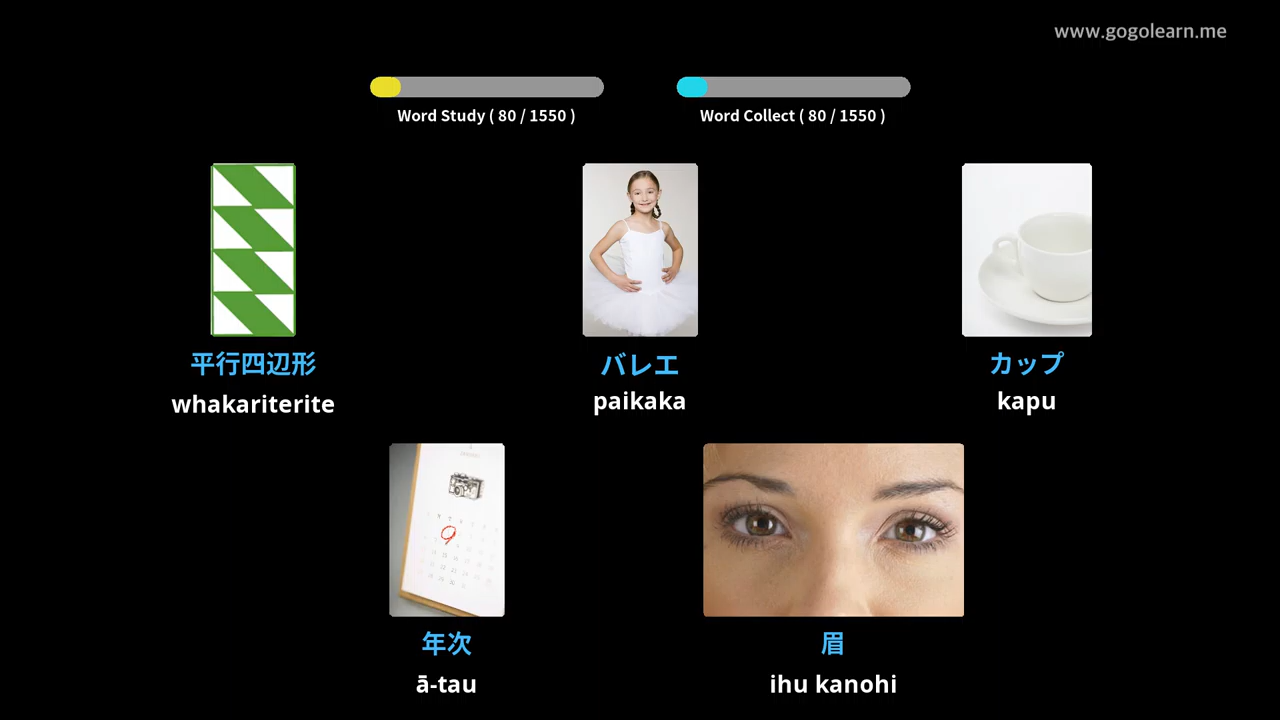 www.gogolearn.me
Word Study ( 80 / 1550 )
Word Collect ( 80 / 1550 )
平行四辺形
whakariterite
バレエ
paikaka
カップ
kapu
年次
ā-tau
眉
ihu kanohi